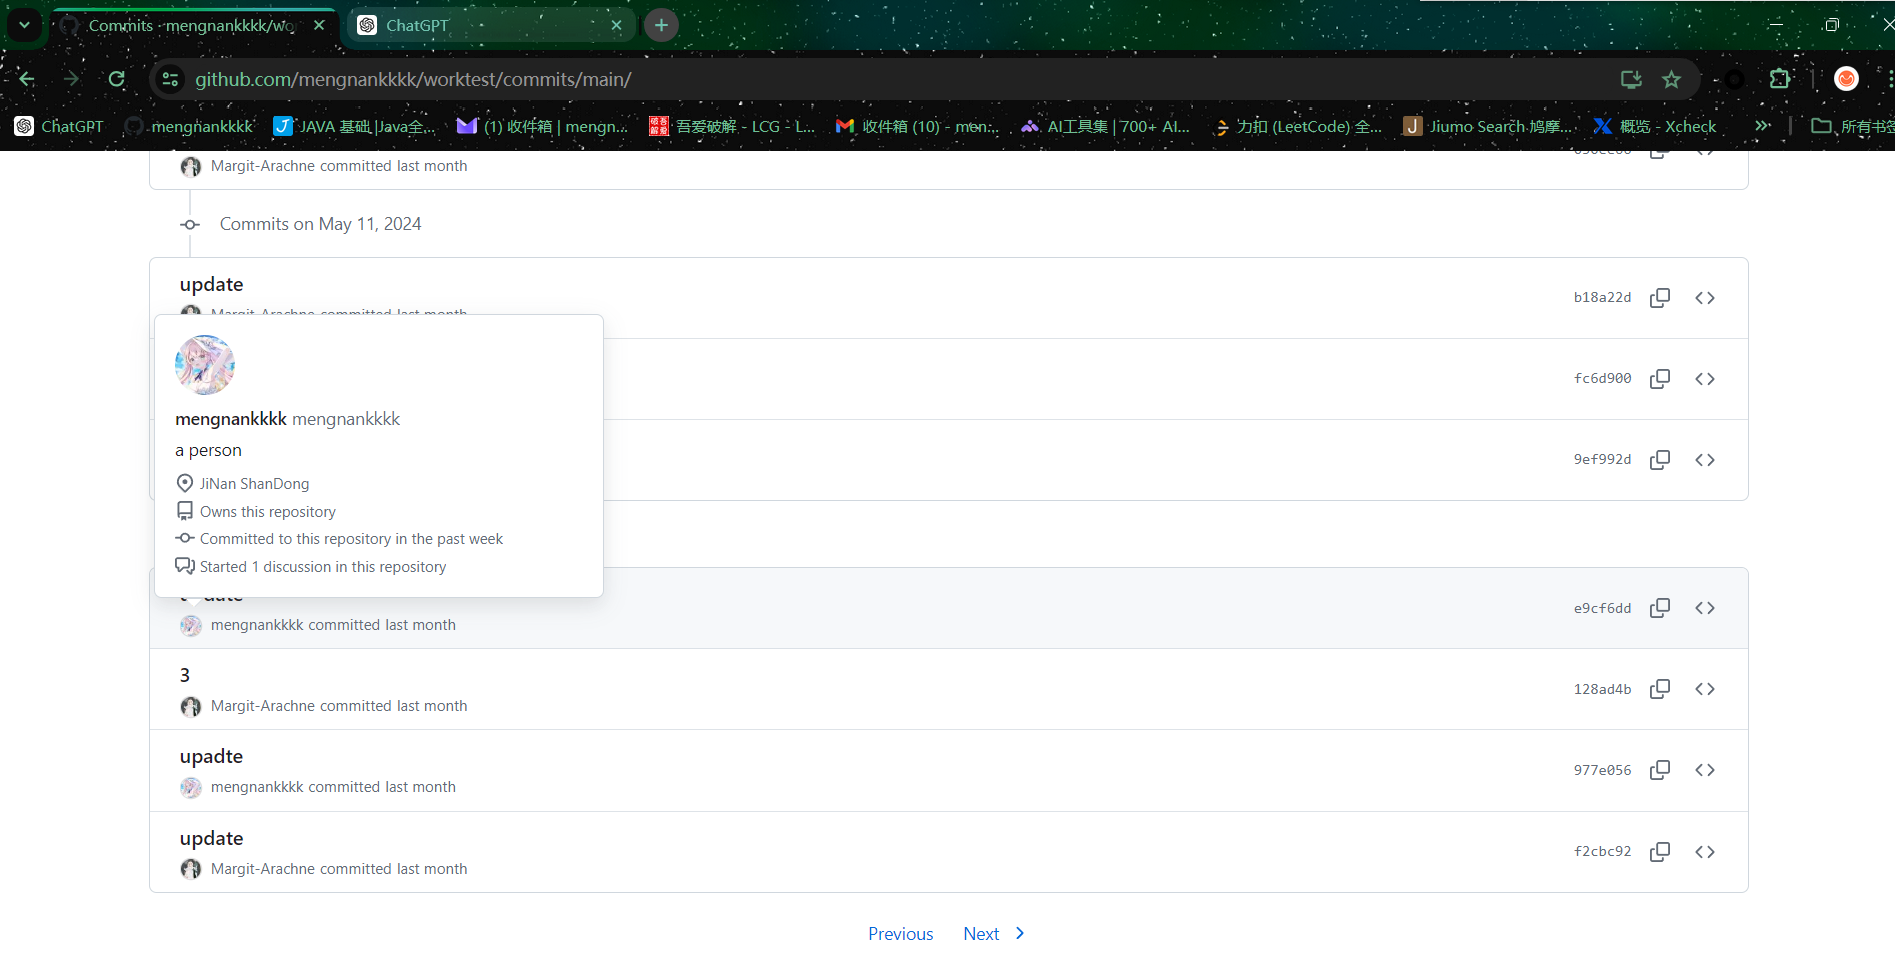 Commits · mengnankkkk/wo
ChatGPT
github.com/mengnankkkk/worktest/commits/main/
ChatGPT
mengnankkkk
JAVA 基础 |Java全...
(1) 收件箱 | mengn...
吾爱破解 - LCG - L...
收件箱 (10) - men...
AI工具集 | 700+ AI...
力扣 (LeetCode) 全...
Jiumo Search 鸠摩...
概览 - Xcheck
所有书签
Margit-Arachne committed last month
Commits on May 11, 2024
update
b18a22d
Margit-Arachne committed last month
mengnankkkk mengnankkkk
fc6d900
a person
9ef992d
JiNan ShanDong
Owns this repository
Committed to this repository in the past week
Started 1 discussion in this repository
e9cf6dd
mengnankkkk committed last month
3
128ad4b
Margit-Arachne committed last month
upadte
977e056
mengnankkkk committed last month
update
f2cbc92
Margit-Arachne committed last month
Previous
Next